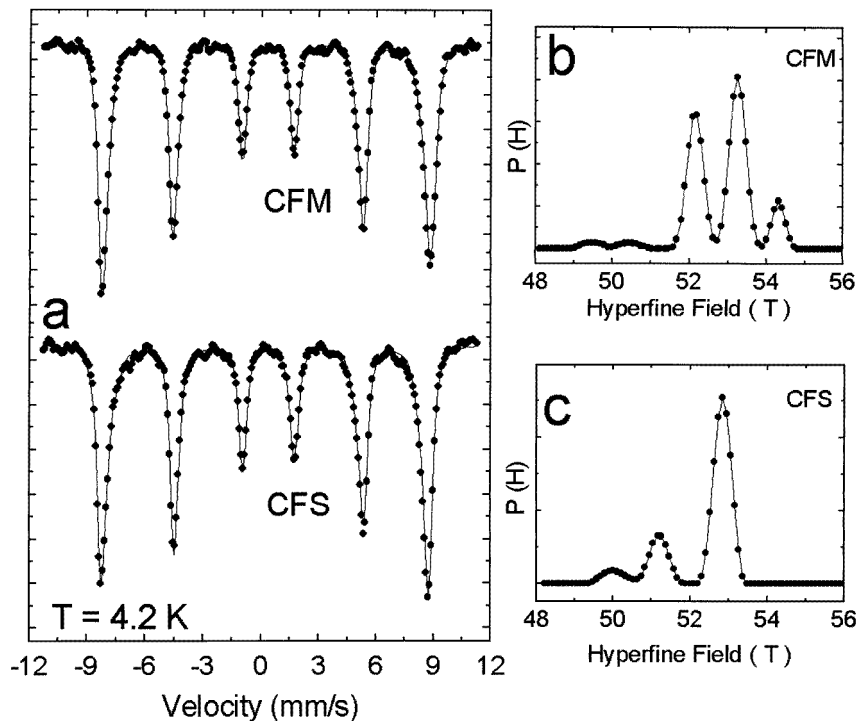 a
CFM
CFS
T = 4.2 K
-12 -9 -6 -3 0 3 6 9 12
Velocity (mm/s)
b
CFM
P (H)
48 50 52 54 56
Hyperfine Field ( T )
c
CFS
P (H)
48 50 52 54 56
Hyperfine Field ( T )